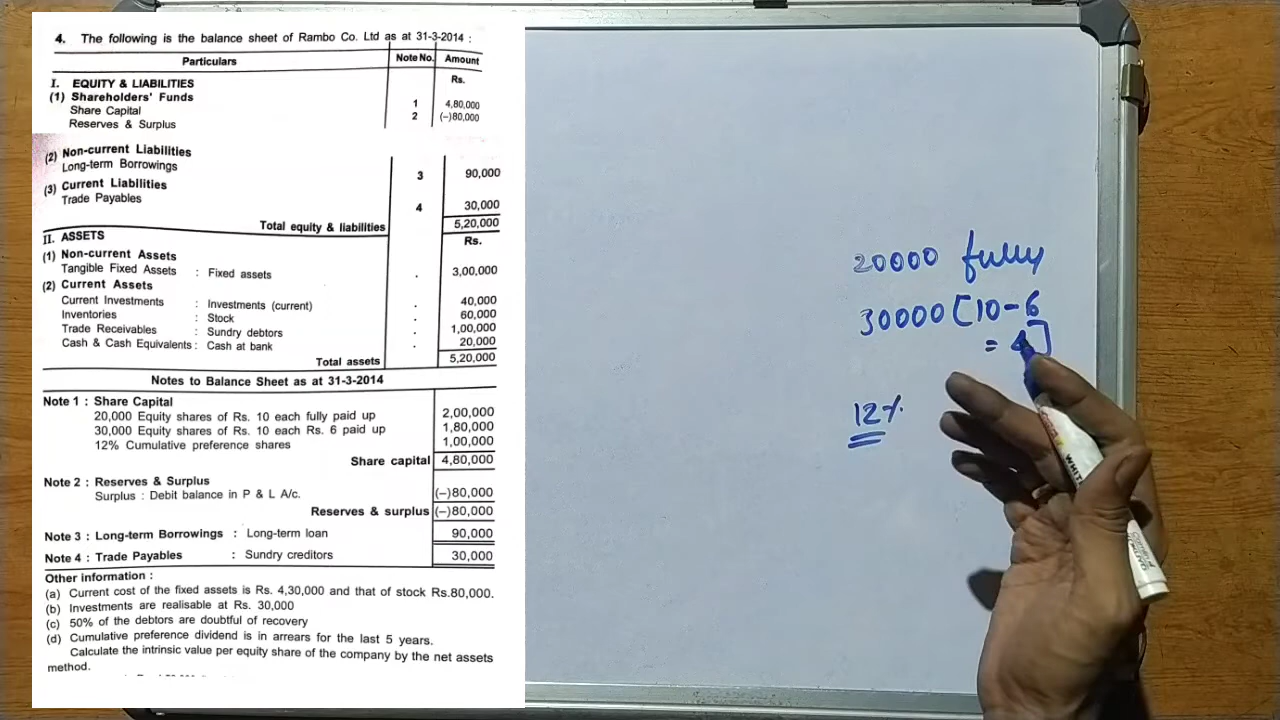 4. The following is the balance sheet of Rambo Co. Ltd as at 31-3-2014 :
Particulars Note No. Amount
Rs.
I. EQUITY & LIABILITIES
(1) Shareholders' Funds
Share Capital 1 4,80,000
Reserves & Surplus 2 (–)80,000
(2) Non-current Liabilities
Long-term Borrowings 3 90,000
(3) Current Liabilities
Trade Payables 4 30,000
Total equity & liabilities 5,20,000
II. ASSETS Rs.
(1) Non-current Assets
Tangible Fixed Assets : Fixed assets . 3,00,000
(2) Current Assets
Current Investments : Investments (current) . 40,000
Inventories : Stock . 60,000
Trade Receivables : Sundry debtors . 1,00,000
Cash & Cash Equivalents : Cash at bank . 20,000
Total assets 5,20,000
Notes to Balance Sheet as at 31-3-2014
Note 1 : Share Capital
20,000 Equity shares of Rs. 10 each fully paid up 2,00,000
30,000 Equity shares of Rs. 10 each Rs. 6 paid up 1,80,000
12% Cumulative preference shares 1,00,000
Share capital 4,80,000
Note 2 : Reserves & Surplus
Surplus : Debit balance in P & L A/c. (–)80,000
Reserves & surplus (–)80,000
Note 3 : Long-term Borrowings : Long-term loan 90,000
Note 4 : Trade Payables : Sundry creditors 30,000
Other information :
(a) Current cost of the fixed assets is Rs. 4,30,000 and that of stock Rs.80,000.
(b) Investments are realisable at Rs. 30,000
(c) 50% of the debtors are doubtful of recovery
(d) Cumulative preference dividend is in arrears for the last 5 years.
Calculate the intrinsic value per equity share of the company by the net assets
method.
20000 fully
30000 [10-6
= 4]
12%